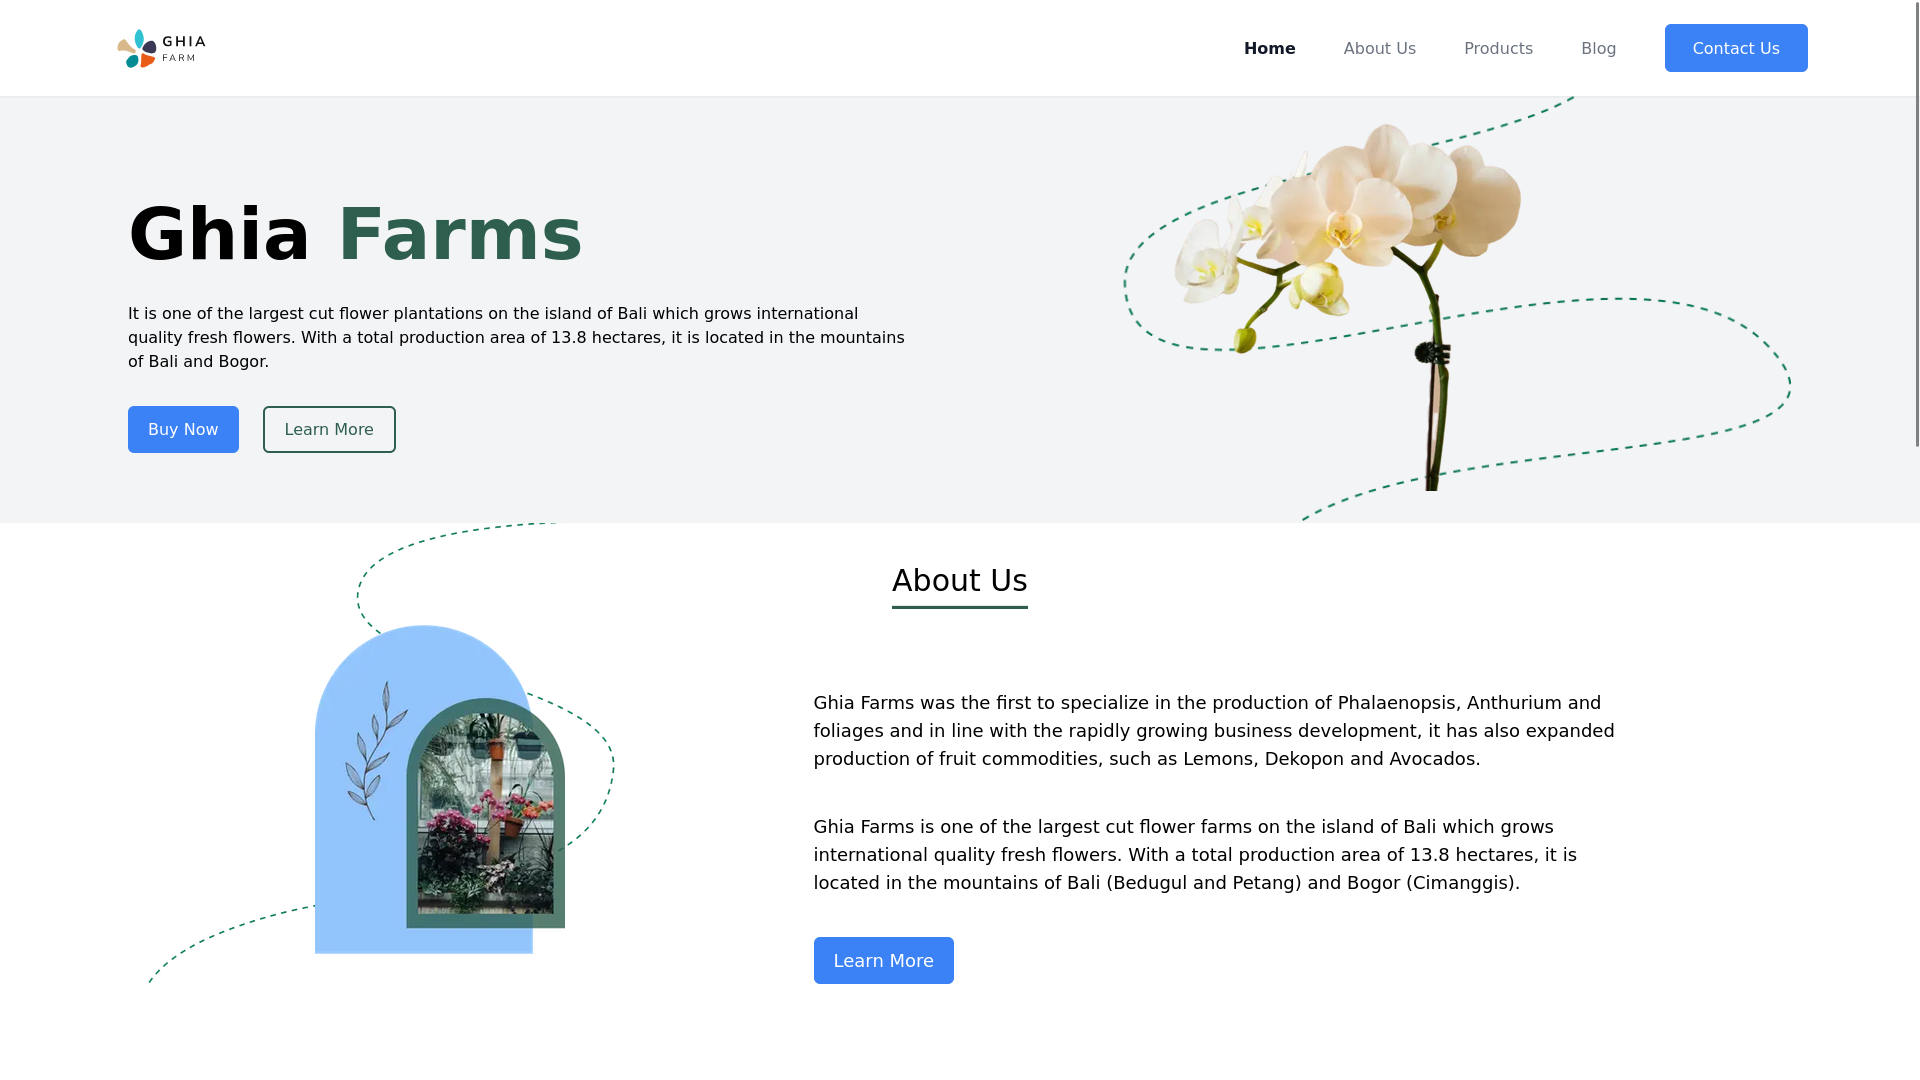 GHIA
FARM
Home
About Us
Products
Blog
Contact Us
Ghia Farms
It is one of the largest cut flower plantations on the island of Bali which grows international
quality fresh flowers. With a total production area of 13.8 hectares, it is located in the mountains
of Bali and Bogor.
Buy Now
Learn More
About Us
Ghia Farms was the first to specialize in the production of Phalaenopsis, Anthurium and
foliages and in line with the rapidly growing business development, it has also expanded
production of fruit commodities, such as Lemons, Dekopon and Avocados.
Ghia Farms is one of the largest cut flower farms on the island of Bali which grows
international quality fresh flowers. With a total production area of 13.8 hectares, it is
located in the mountains of Bali (Bedugul and Petang) and Bogor (Cimanggis).
Learn More